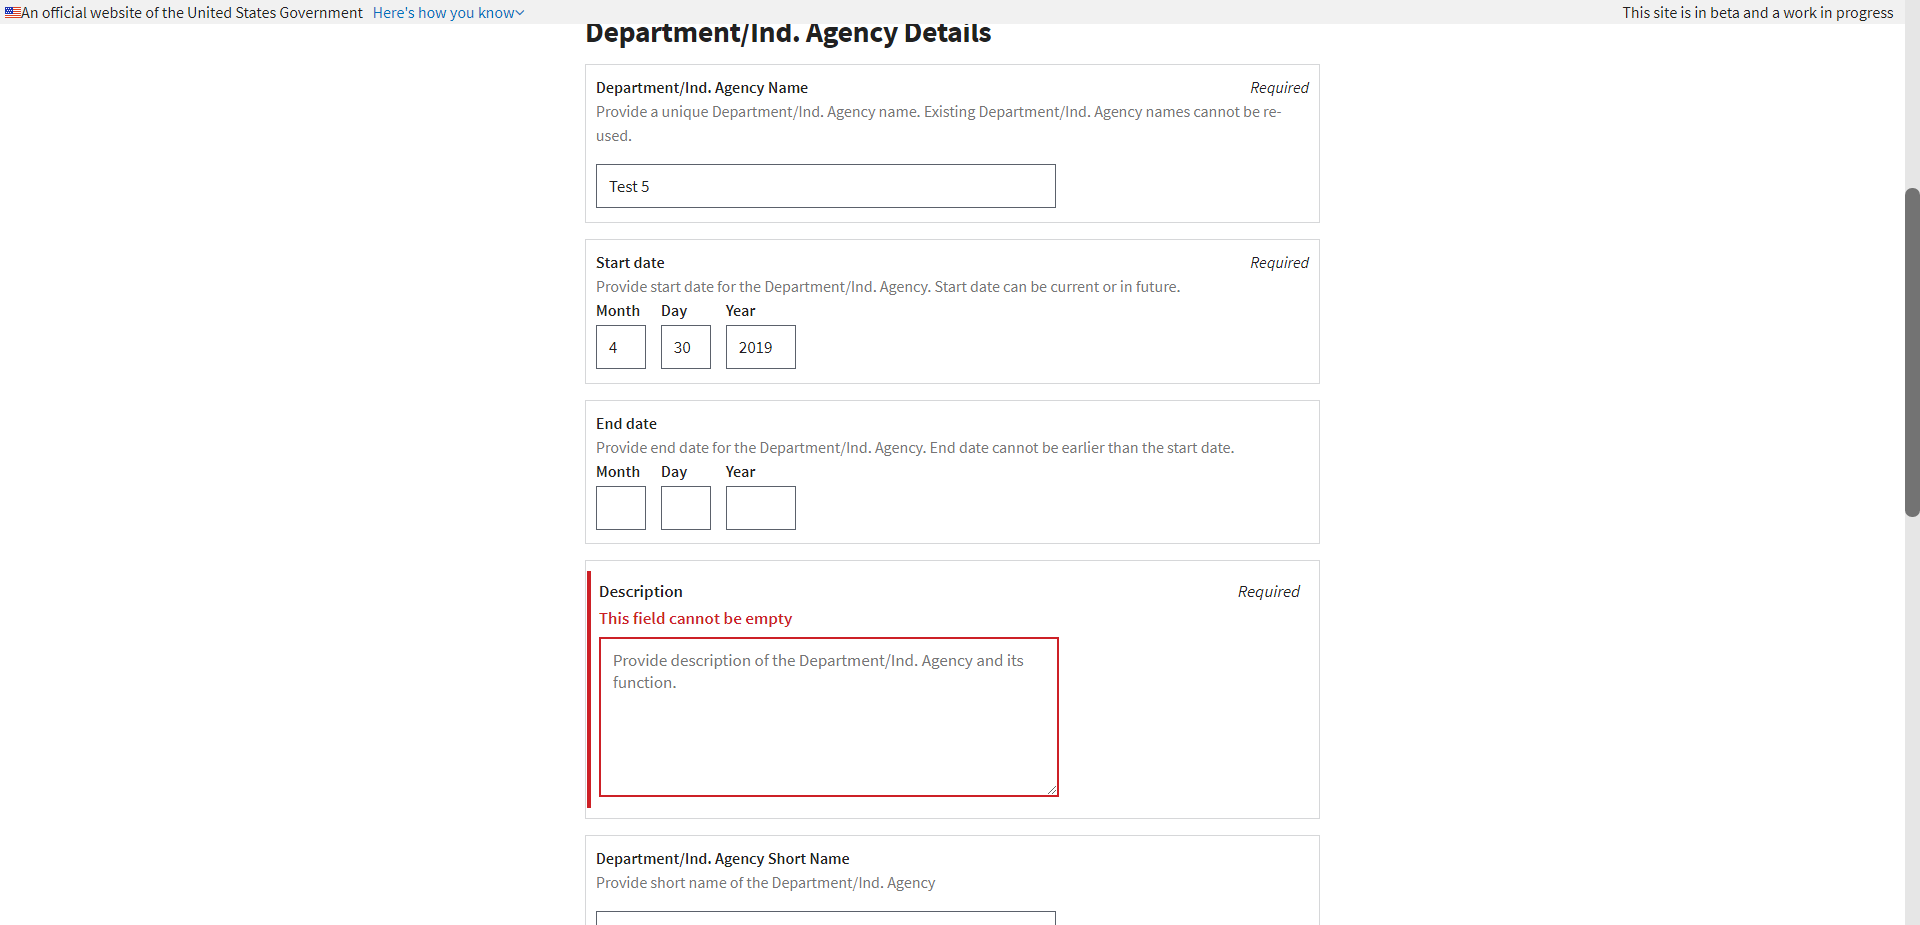 An official website of the United States Government Here's how you know
This site is in beta and a work in progress
Department/Ind. Agency Details
Department/Ind. Agency Name
Required
Provide a unique Department/Ind. Agency name. Existing Department/Ind. Agency names cannot be re-
used.
Test 5
Start date
Required
Provide start date for the Department/Ind. Agency. Start date can be current or in future.
Month Day Year
4 30 2019
End date
Provide end date for the Department/Ind. Agency. End date cannot be earlier than the start date.
Month Day Year
Description
Required
This field cannot be empty
Provide description of the Department/Ind. Agency and its
function.
Department/Ind. Agency Short Name
Provide short name of the Department/Ind. Agency